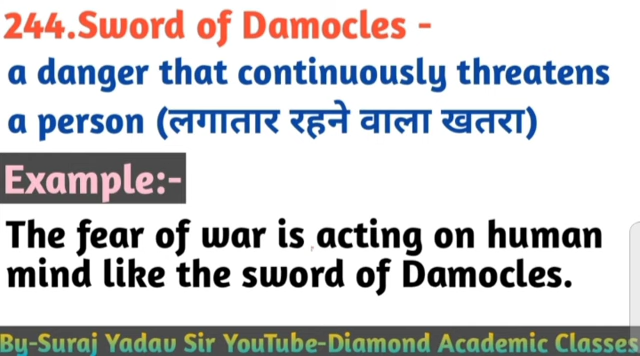 244.Sword of Damocles -
a danger that continuously threatens
a person (लगातार रहने वाला खतरा)
Example:-
The fear of war is acting on human
mind like the sword of Damocles.
By-Suraj Yadav Sir YouTube-Diamond Academic Classes